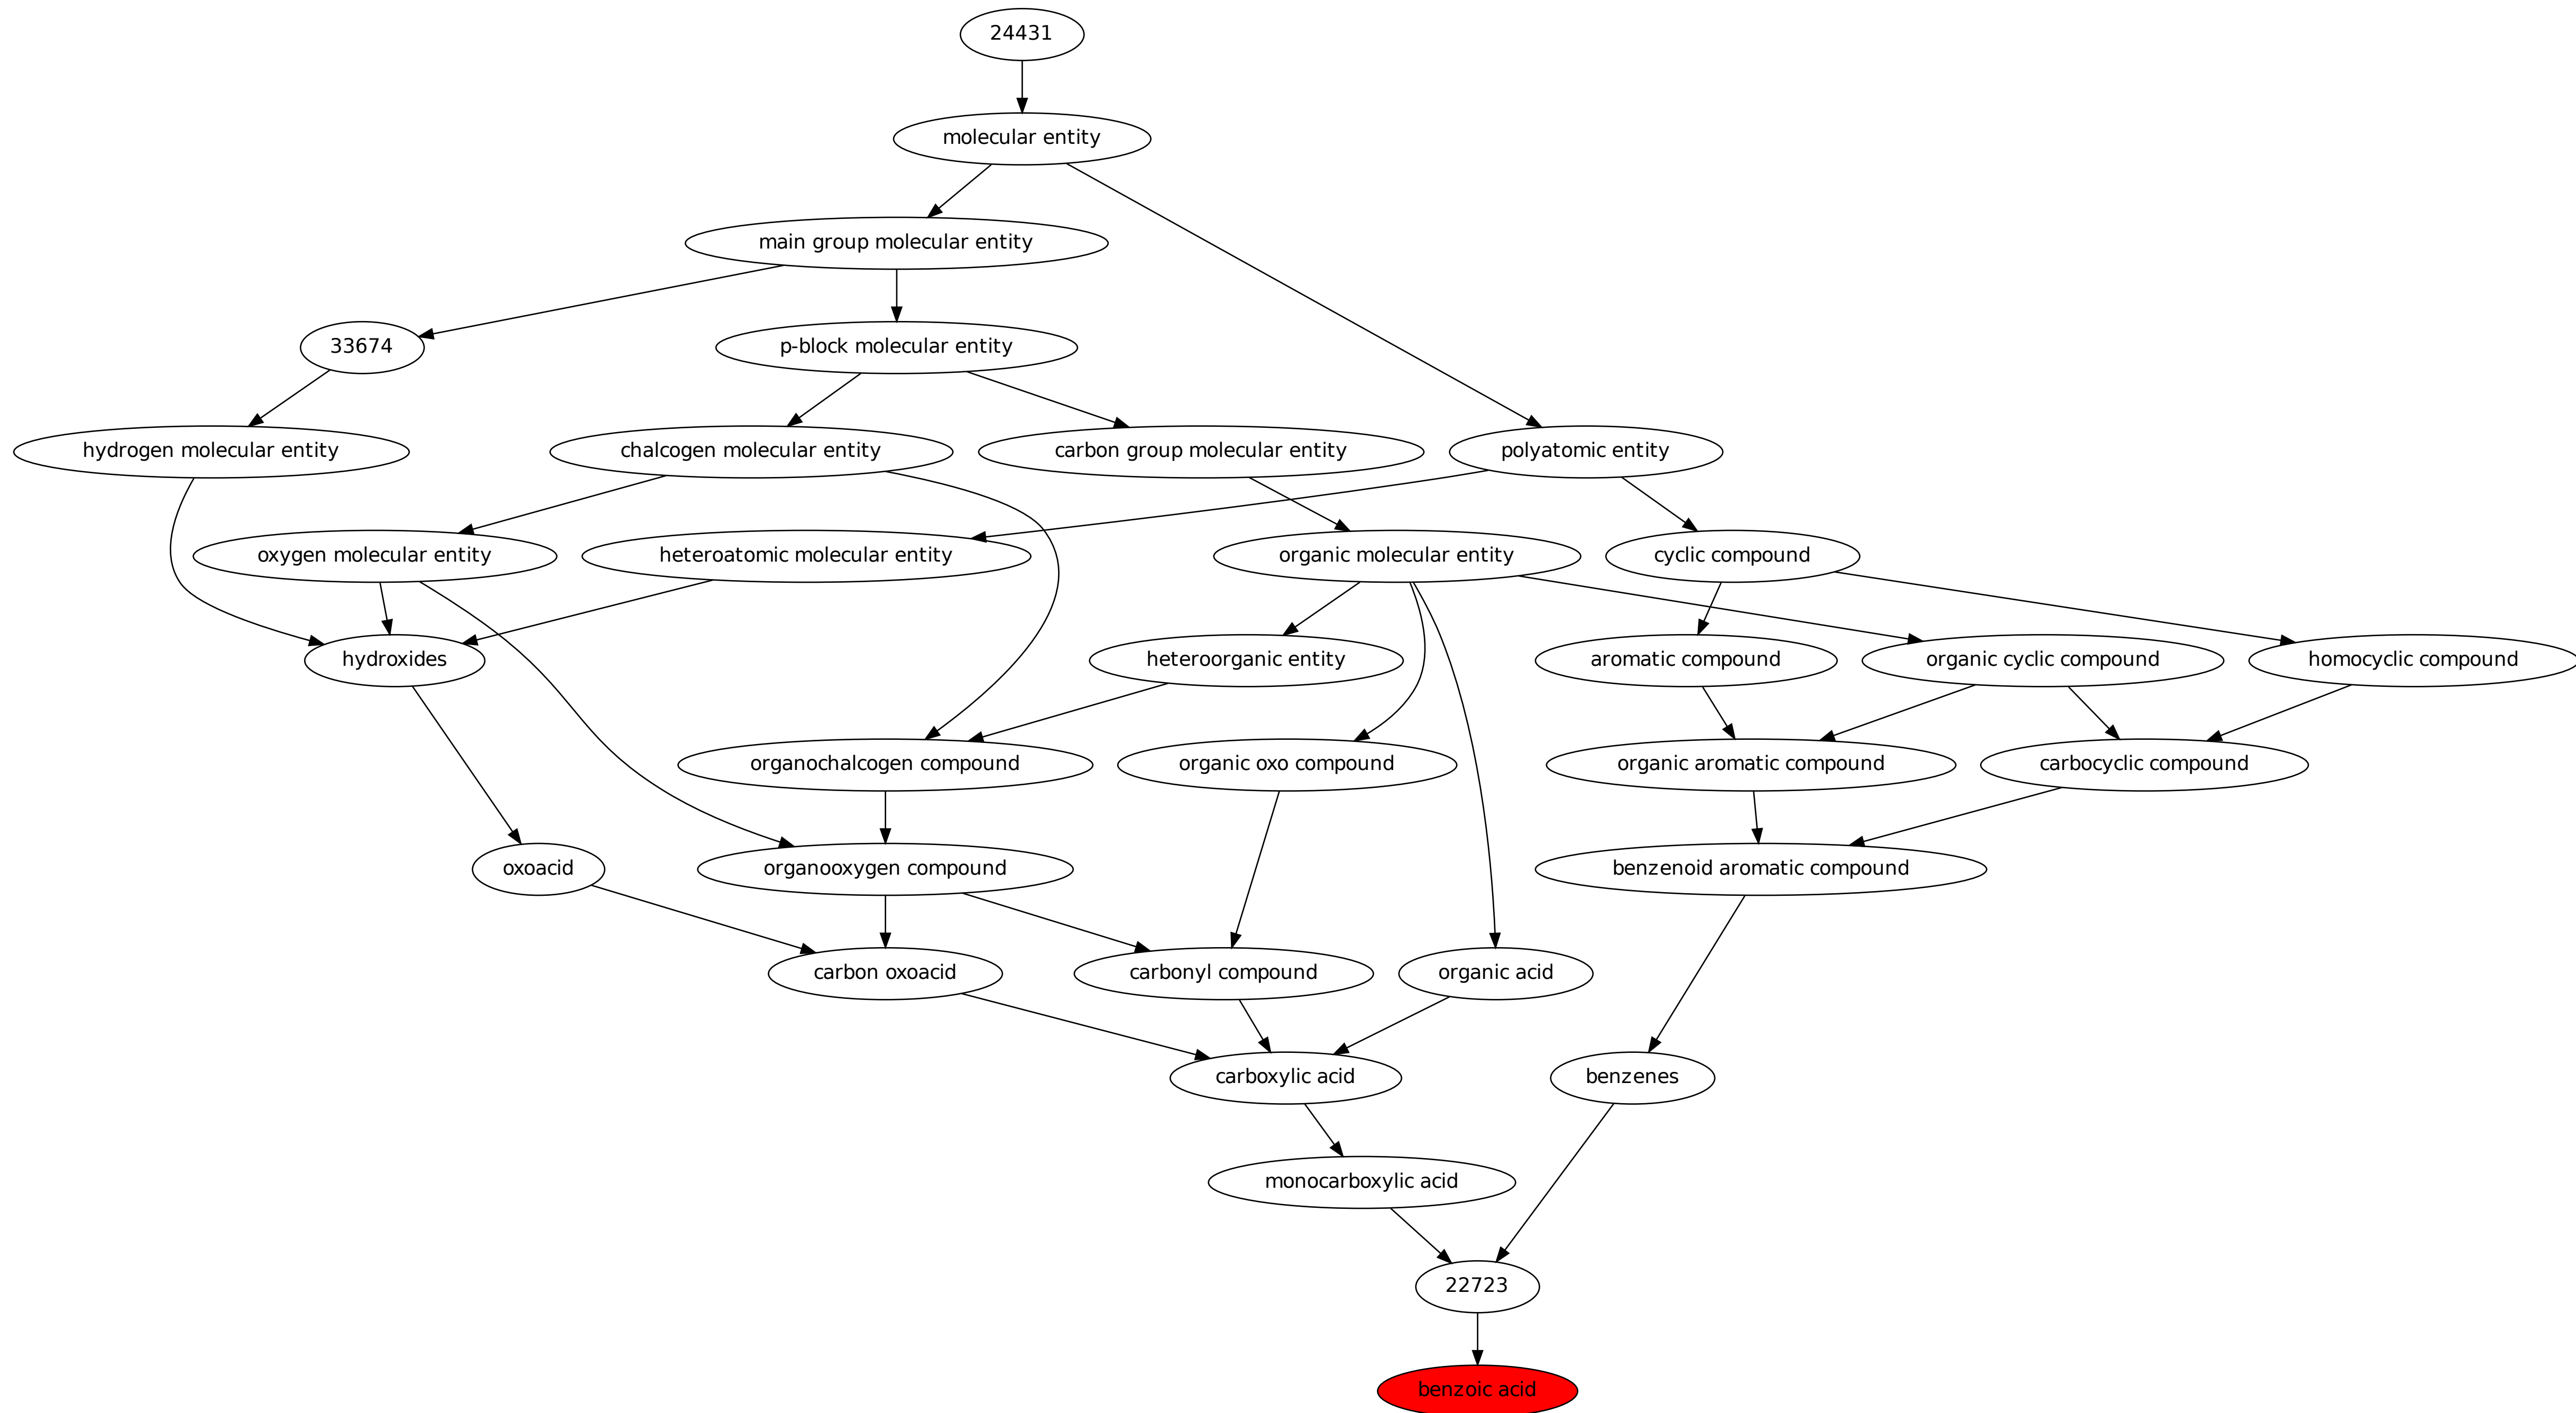 24431
molecular entity
main group molecular entity
33674
p-block molecular entity
hydrogen molecular entity
chalcogen molecular entity
carbon group molecular entity
polyatomic entity
oxygen molecular entity
heteroatomic molecular entity
organic molecular entity
cyclic compound
hydroxides
heteroorganic entity
aromatic compound
organic cyclic compound
homocyclic compound
organochalcogen compound
organic oxo compound
organic aromatic compound
carbocyclic compound
oxoacid
organooxygen compound
benzenoid aromatic compound
carbon oxoacid
carbonyl compound
organic acid
carboxylic acid
benzenes
monocarboxylic acid
22723
benzoic acid